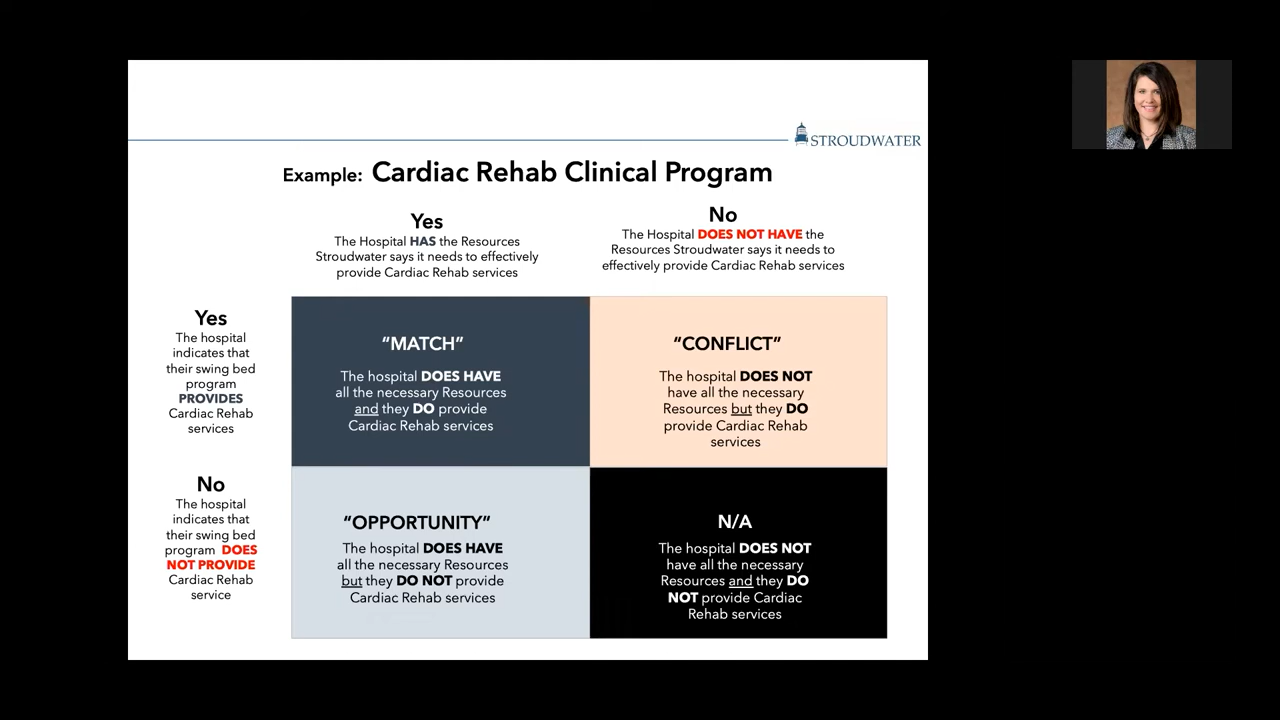 STROUDWATER
Example: Cardiac Rehab Clinical Program
Yes
The Hospital HAS the Resources
Stroudwater says it needs to effectively
provide Cardiac Rehab services
No
The Hospital DOES NOT HAVE the
Resources Stroudwater says it needs to
effectively provide Cardiac Rehab services
Yes
The hospital
indicates that
their swing bed
program
PROVIDES
Cardiac Rehab
services
“MATCH”
The hospital DOES HAVE
all the necessary Resources
and they DO provide
Cardiac Rehab services
“CONFLICT”
The hospital DOES NOT
have all the necessary
Resources but they DO
provide Cardiac Rehab
services
No
The hospital
indicates that
their swing bed
program DOES
NOT PROVIDE
Cardiac Rehab
service
“OPPORTUNITY”
The hospital DOES HAVE
all the necessary Resources
but they DO NOT provide
Cardiac Rehab services
N/A
The hospital DOES NOT
have all the necessary
Resources and they DO
NOT provide Cardiac
Rehab services